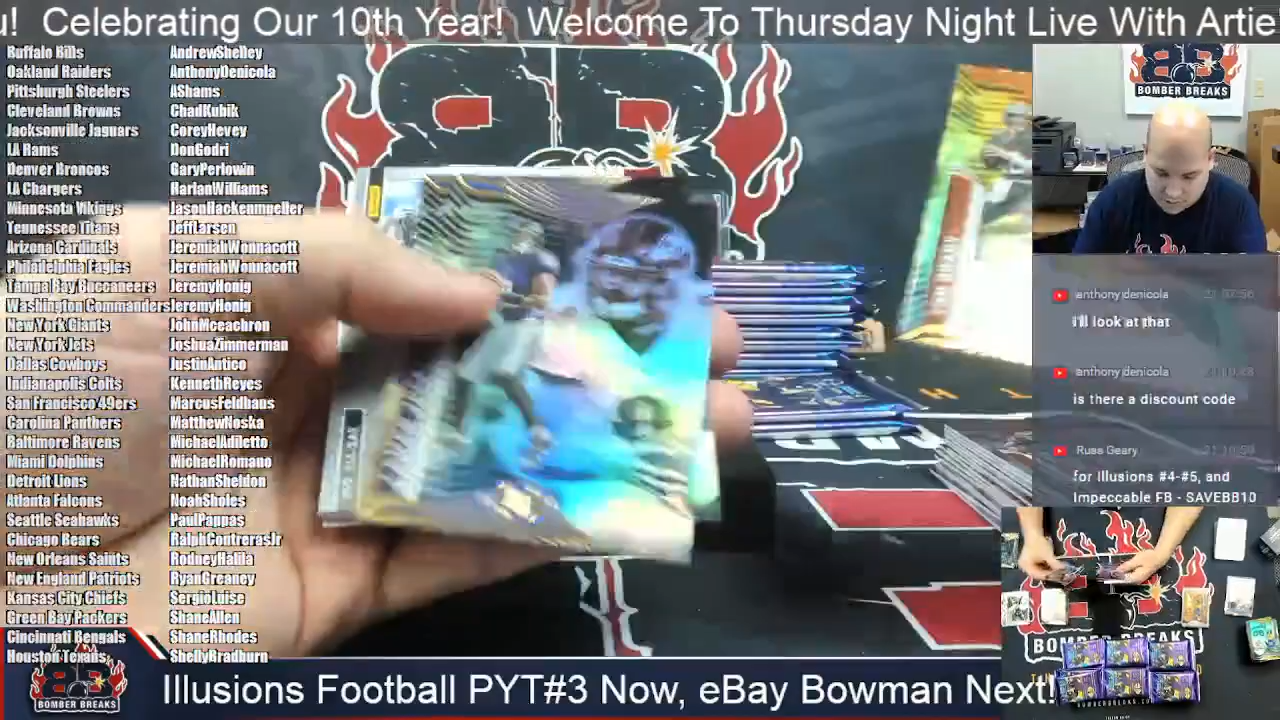 u!  Celebrating Our 10th Year!  Welcome To Thursday Night Live With Artie
Buffalo Bills AndrewShelley
Oakland Raiders AnthonyDenicola
Pittsburgh Steelers AShams
Cleveland Browns ChadKubik
Jacksonville Jaguars CoreyHevey
LA Rams DonGodri
Denver Broncos GaryPerlowin
LA Chargers HarlanWilliams
Minnesota Vikings JasonHackenmueller
Tennessee Titans JeffLarsen
Arizona Cardinals JeremiahWonnacott
Philadelphia Eagles JeremiahWonnacott
Tampa Bay Buccaneers JeremyHonig
Washington Commanders JeremyHonig
New York Giants JohnMceachron
New York Jets JoshuaZimmerman
Dallas Cowboys JustinAntico
Indianapolis Colts KennethReyes
San Francisco 49ers MarcusFeldhaus
Carolina Panthers MatthewNoska
Baltimore Ravens MichaelAdiletto
Miami Dolphins MichaelRomano
Detroit Lions NathanSheldon
Atlanta Falcons NoahSholes
Seattle Seahawks PaulPappas
Chicago Bears RalphContrerasJr
New Orleans Saints RodneyHalila
New England Patriots RyanGreaney
Kansas City Chiefs SergioLuise
Green Bay Packers ShaneAllen
Cincinnati Bengals ShaneRhodes
Houston Texans ShellyBradburn
BOMBER BREAKS
anthony denicola
i'll look at that
anthony denicola
is there a discount code
Russ Geary
for Illusions #4-#5, and
Impeccable FB - SAVEBB10
BOMBER BREAKS
BOMBER BREAKS
Illusions Football PYT#3 Now, eBay Bowman Next!